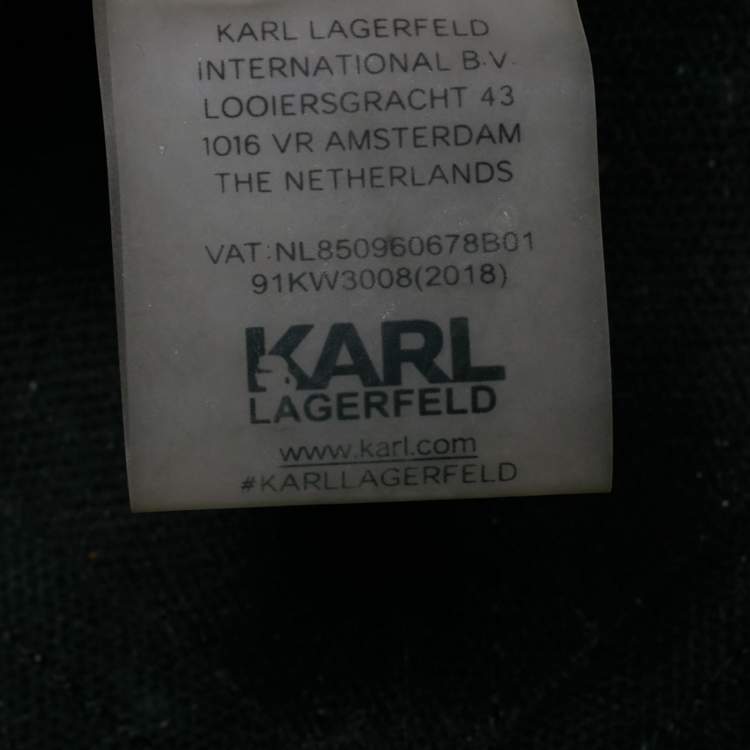 KARL LAGERFELD
INTERNATIONAL B.V.
LOOIERSGRACHT 43
1016 VR AMSTERDAM
THE NETHERLANDS
VAT:NL850960678B01
91KW3008(2018)
KARL
LAGERFELD
www.karl.com
#KARLLAGERFELD